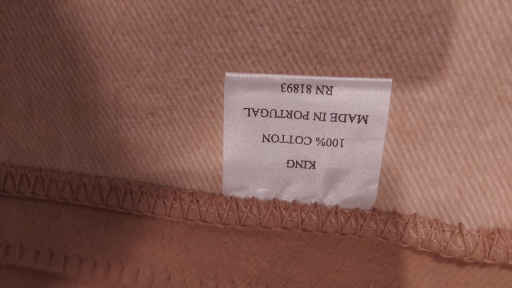 KING
100% COTTON
MADE IN PORTUGAL
RN 81893